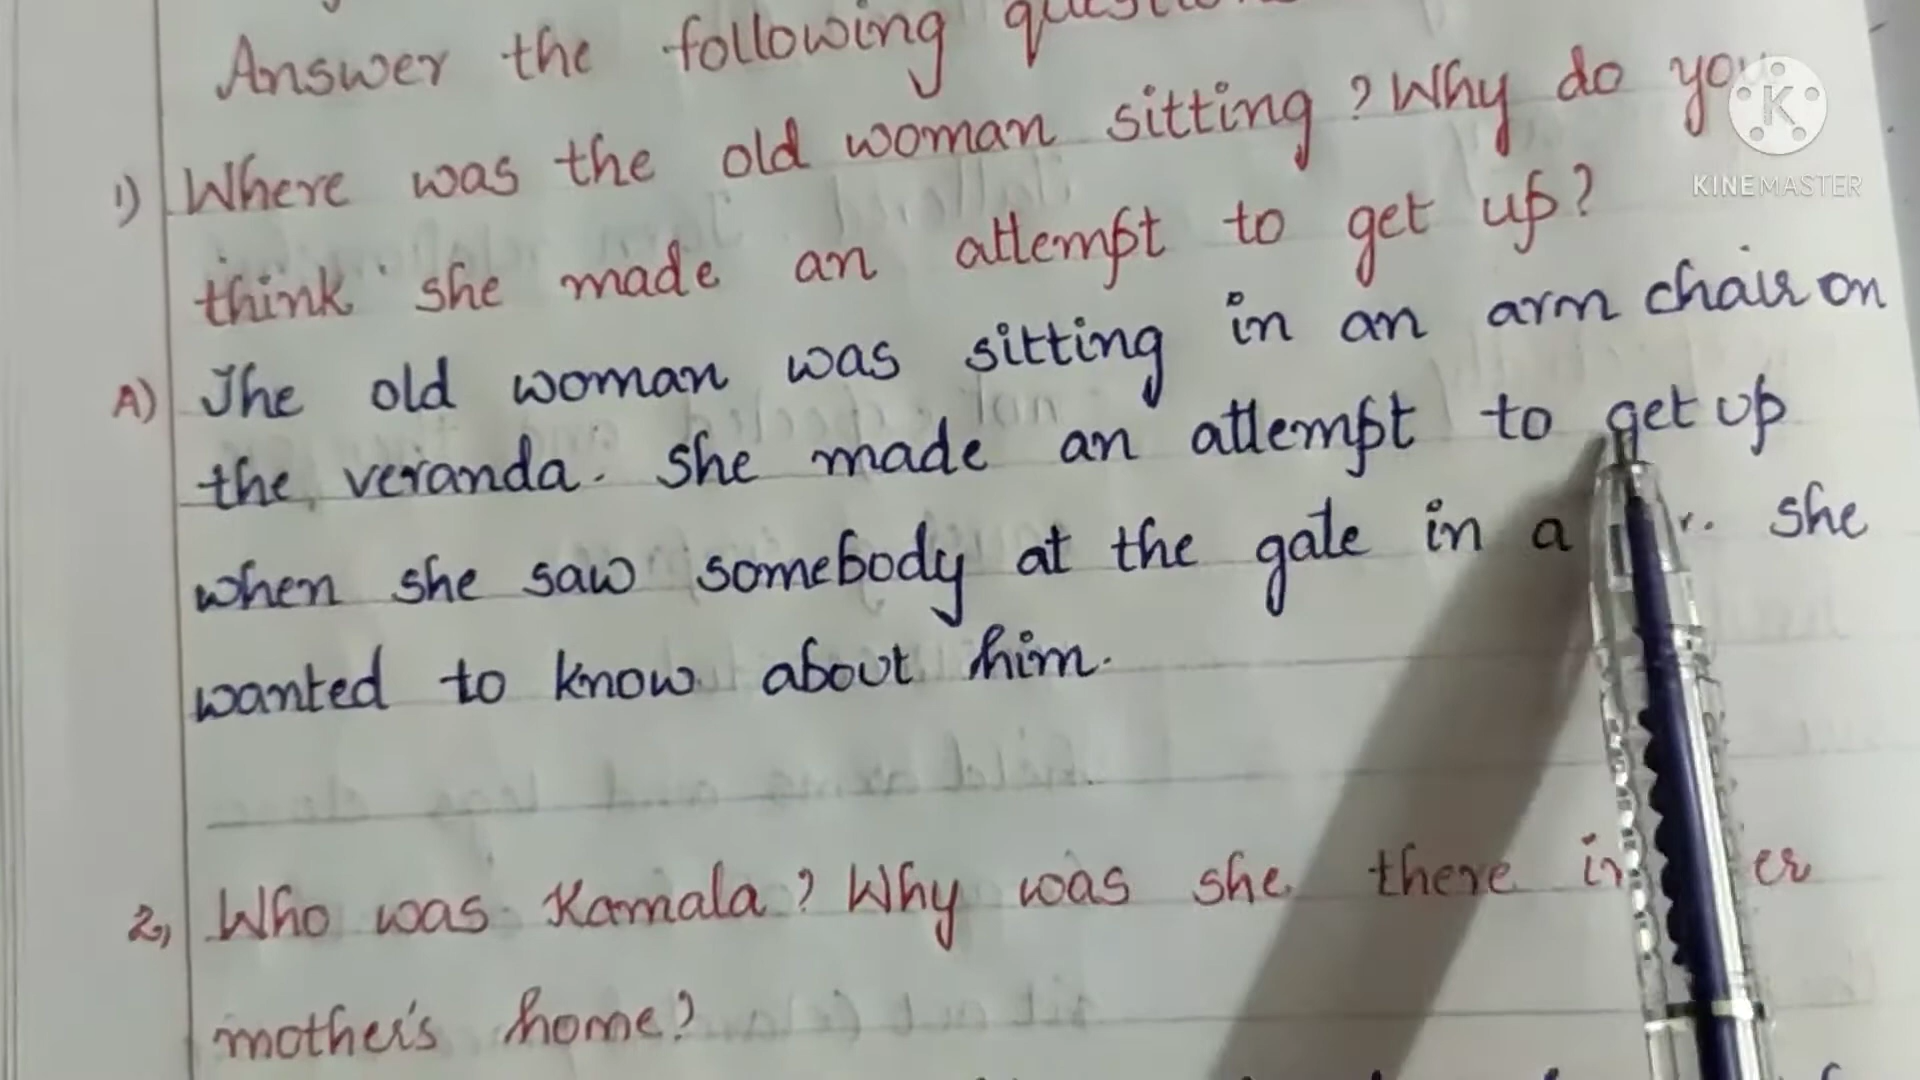 Answer the following
1) Where was the old woman sitting? Why do you
think she made an attempt to get up?
A) The old woman was sitting in an arm chair on
the veranda. She made an attempt to get up
when she saw somebody at the gate in a she
wanted to know about him.
2, Who was Kamala? Why was she there
mother's home?
KINEMASTER